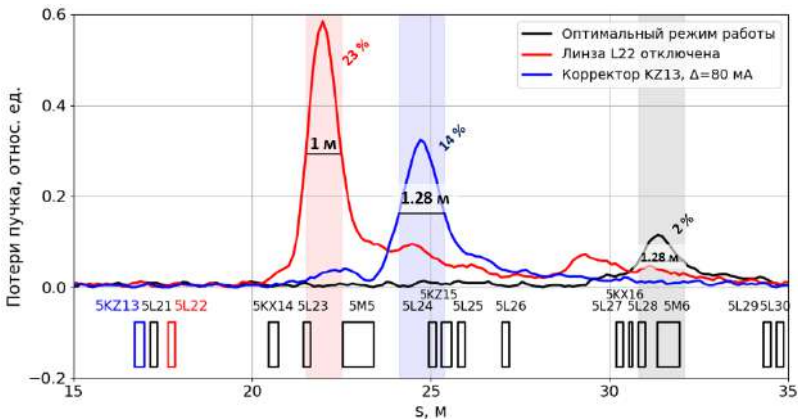 0.6
0.4
0.2
0.0
−0.2
Потери пучка, относ. ед.
Оптимальный режим работы
Линза L22 отключена
Корректор KZ13, Δ=80 мА
23 %
1 м
14 %
1.28 м
2 %
1.28 м
5KZ15
5KX16
5KZ13 5L21 5L22 5KX14 5L23 5M5 5L24 5L25 5L26 5L27 5L28 5M6 5L29 5L30
15 20 25 30 35
s, м